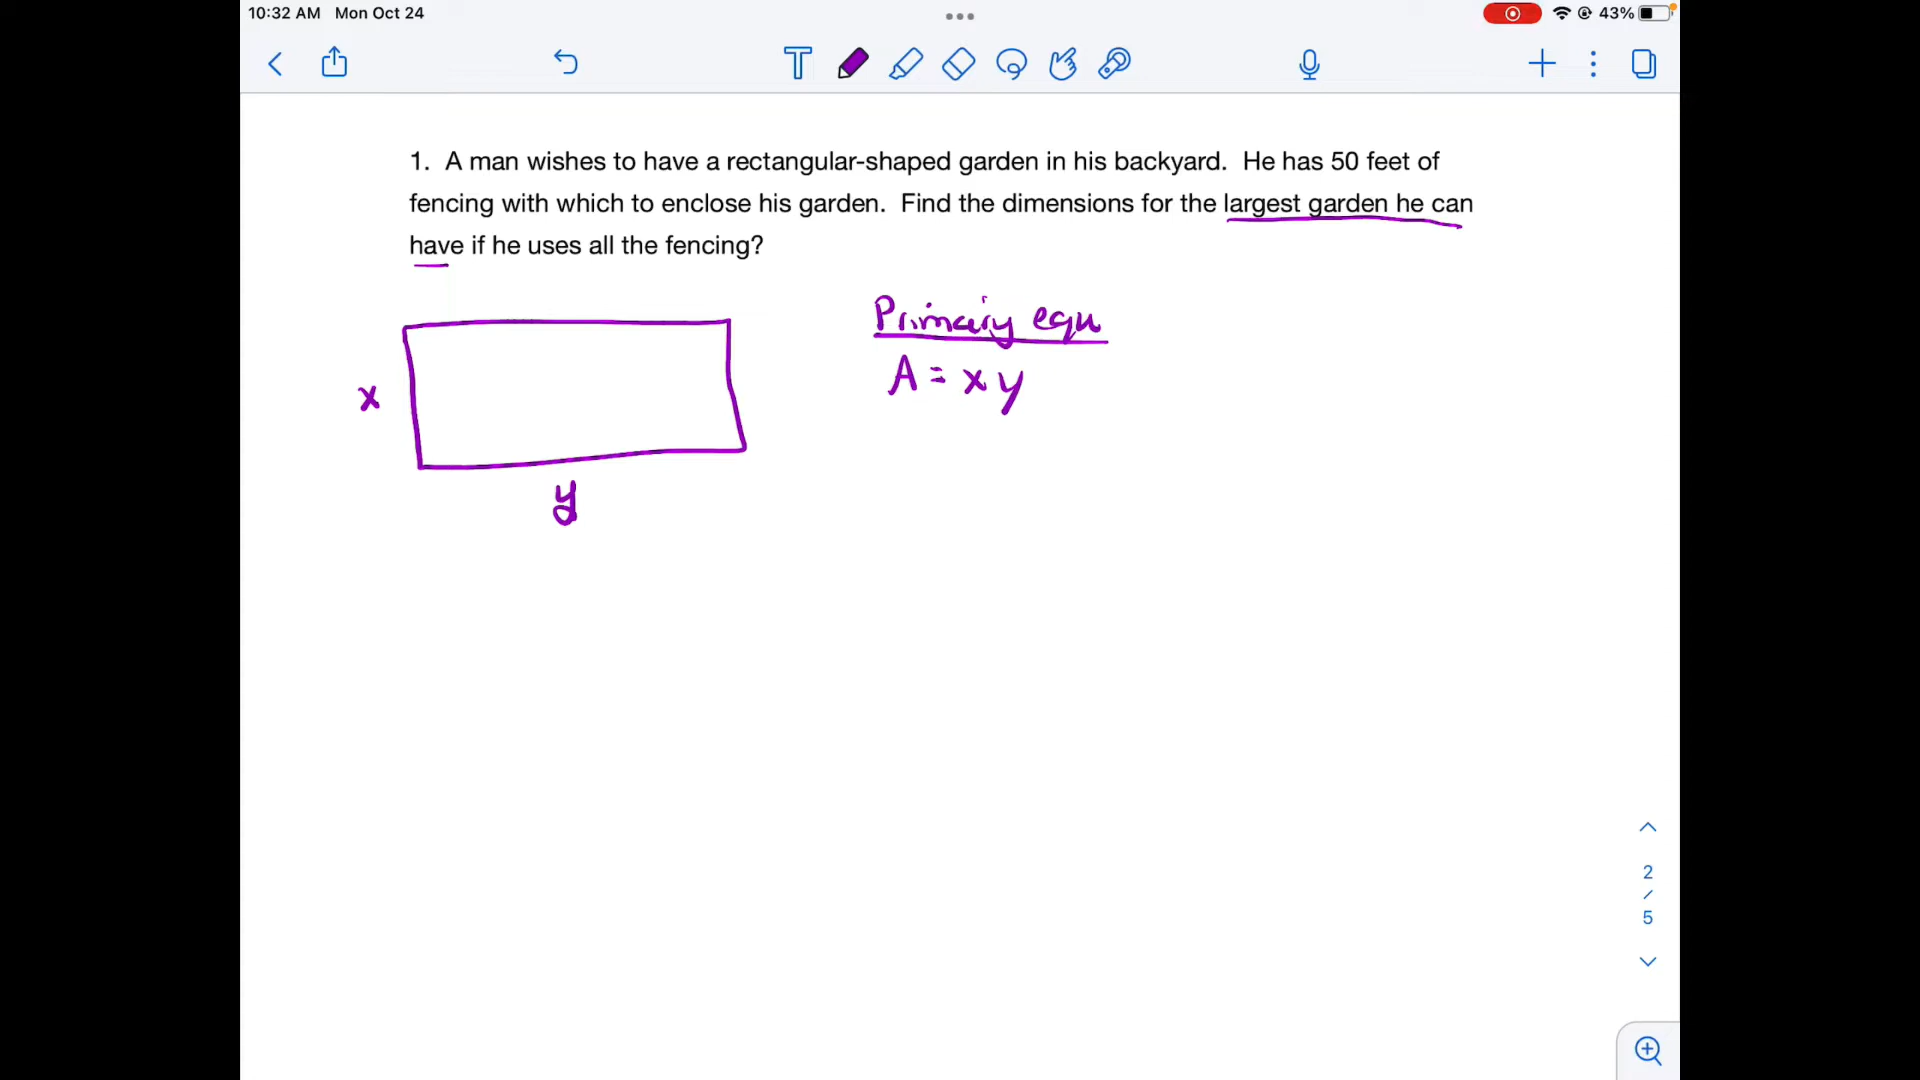 10:32 AM Mon Oct 24
43%
T
1. A man wishes to have a rectangular-shaped garden in his backyard. He has 50 feet of
fencing with which to enclose his garden. Find the dimensions for the largest garden he can
have if he uses all the fencing?
Primary equ
A = xy
x
y
2
/
5